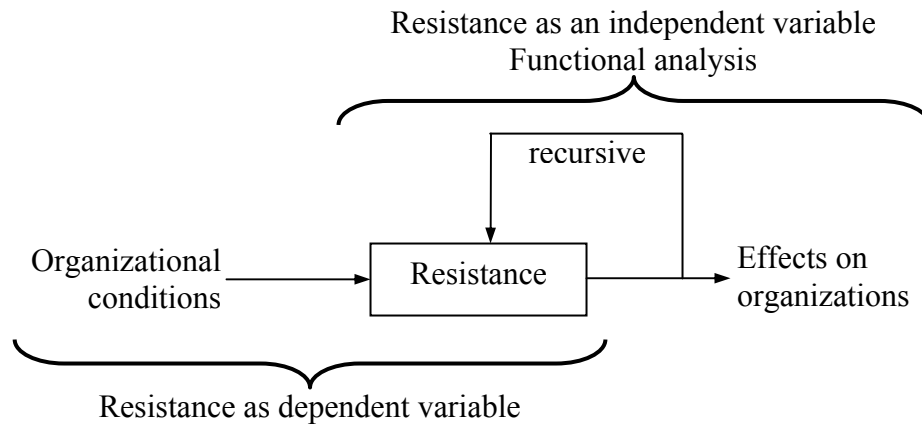 Resistance as an independent variable
Functional analysis
recursive
Organizational
conditions
Resistance
Effects on
organizations
Resistance as dependent variable